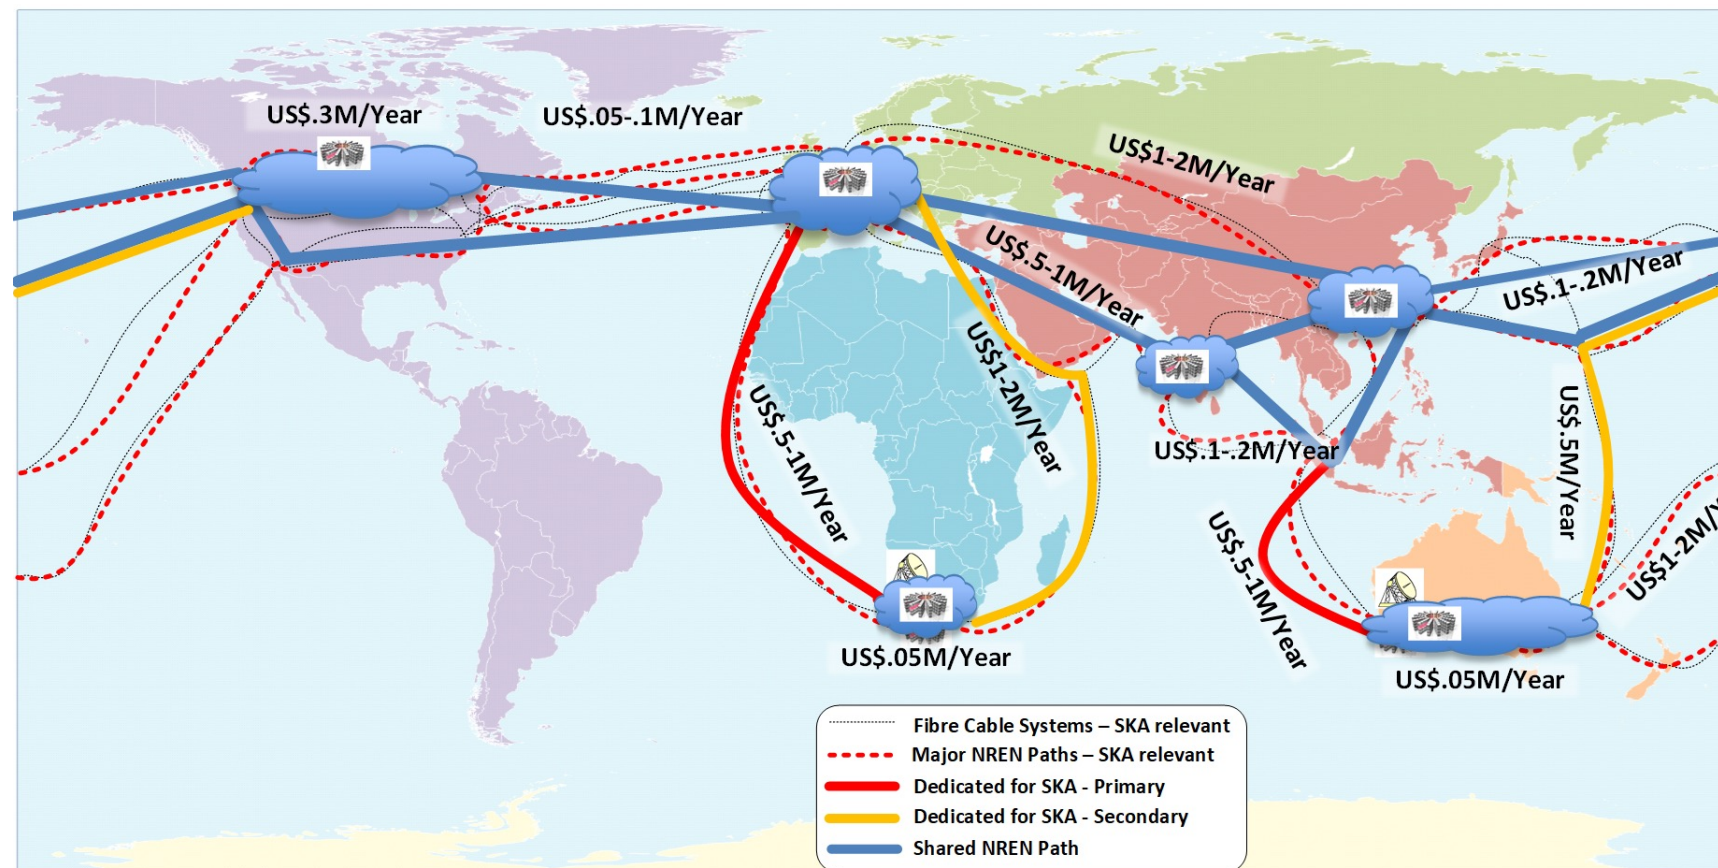 US$.3M/Year
US$.05-.1M/Year
US$1-2M/Year
US$.5-1M/Year
US$.1-.2M/Year
US$1-2M/Year
US$.5-1M/Year
US$.1-.2M/Year
US$.5M/Year
US$1-2M/Y
US$.5-1M/Year
US$.05M/Year
US$.05M/Year
Fibre Cable Systems – SKA relevant
Major NREN Paths – SKA relevant
Dedicated for SKA - Primary
Dedicated for SKA - Secondary
Shared NREN Path